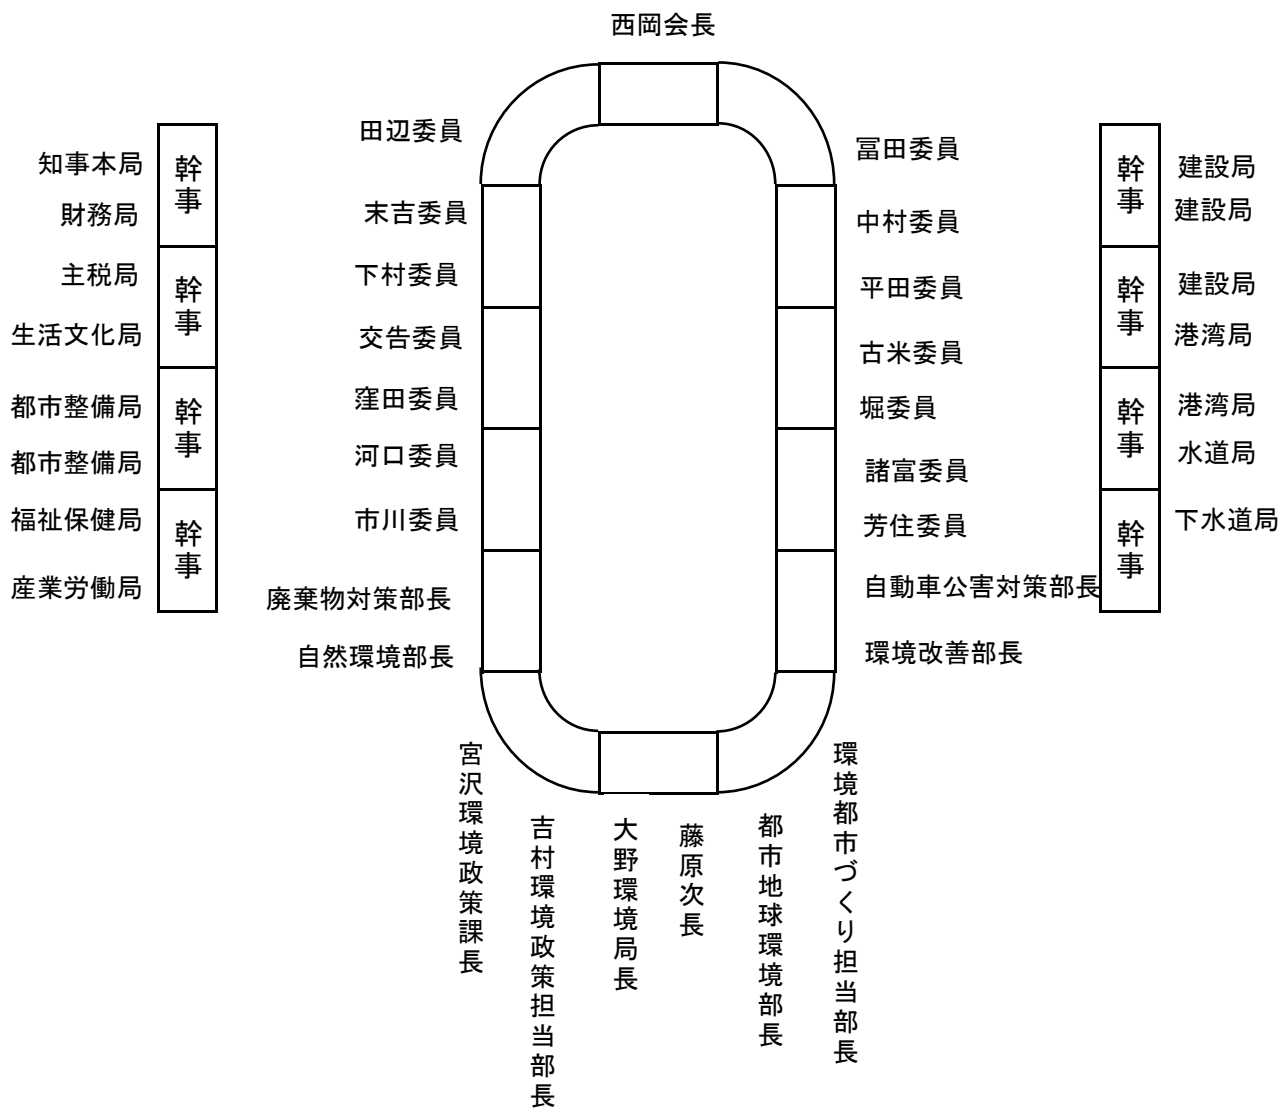 西岡会長
田辺委員
末吉委員
下村委員
交告委員
窪田委員
河口委員
市川委員
廃棄物対策部長
自然環境部長
冨田委員
中村委員
平田委員
古米委員
堀委員
諸富委員
芳住委員
自動車公害対策部長
環境改善部長
知事本局
財務局
主税局
生活文化局
都市整備局
都市整備局
福祉保健局
産業労働局
幹事
幹事
幹事
幹事
幹事
幹事
幹事
幹事
建設局
建設局
建設局
港湾局
港湾局
水道局
下水道局
宮沢環境政策課長
吉村環境政策担当部長
大野環境局長
藤原次長
都市地球環境部長
環境都市づくり担当部長